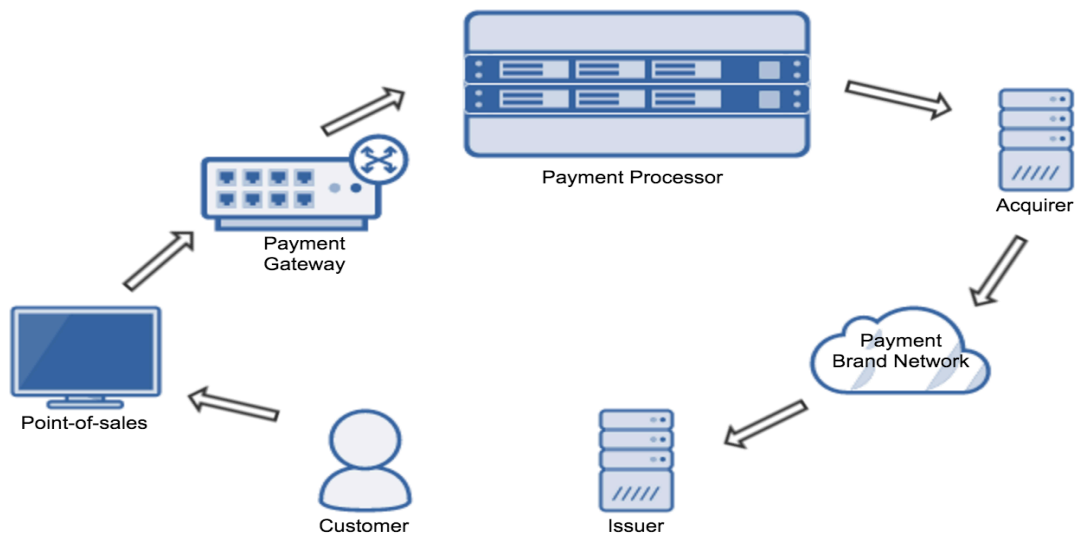 Payment Processor
Acquirer
Payment
Gateway
Payment
Brand Network
Point-of-sales
Customer
Issuer